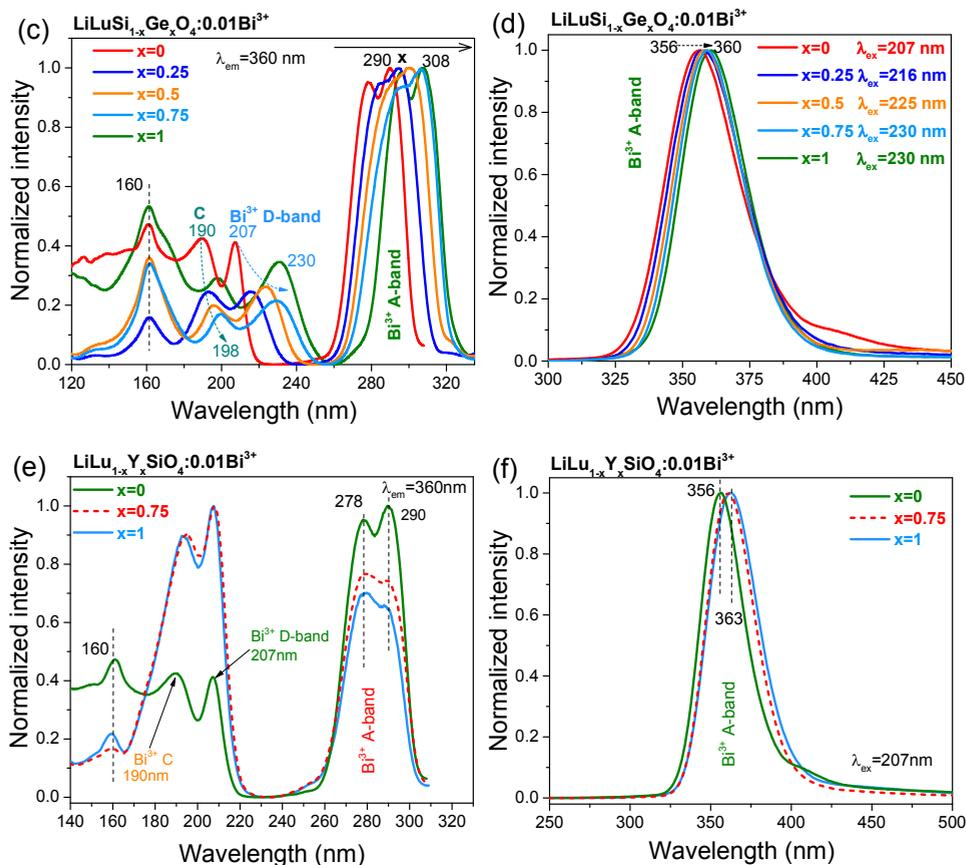 (c) LiLuSi₁₋ₓGeₓO₄:0.01Bi³⁺
x=0
x=0.25
x=0.5
x=0.75
x=1
λem=360 nm
290 x 308
160
C
190
Bi³⁺ D-band
207
230
198
Bi³⁺ A-band
Normalized intensity
1.0
0.8
0.6
0.4
0.2
0.0
120 160 200 240 280 320
Wavelength (nm)
(d) LiLuSi₁₋ₓGeₓO₄:0.01Bi³⁺
356 360
x=0 λex=207 nm
x=0.25 λex=216 nm
x=0.5 λex=225 nm
x=0.75 λex=230 nm
x=1 λex=230 nm
Bi³⁺ A-band
Normalized intensity
1.0
0.8
0.6
0.4
0.2
0.0
300 325 350 375 400 425 450
Wavelength (nm)
(e) LiLu₁₋ₓYₓSiO₄:0.01Bi³⁺
x=0
x=0.75
x=1
λem=360nm
278
290
160
Bi³⁺ D-band
207nm
Bi³⁺ C
190nm
Bi³⁺ A-band
Normalized intensity
1.0
0.8
0.6
0.4
0.2
0.0
140 160 180 200 220 240 260 280 300 320
Wavelength (nm)
(f) LiLu₁₋ₓYₓSiO₄:0.01Bi³⁺
356
363
x=0
x=0.75
x=1
Bi³⁺ A-band
λex=207nm
Normalized intensity
1.0
0.8
0.6
0.4
0.2
0.0
250 300 350 400 450 500
Wavelength (nm)